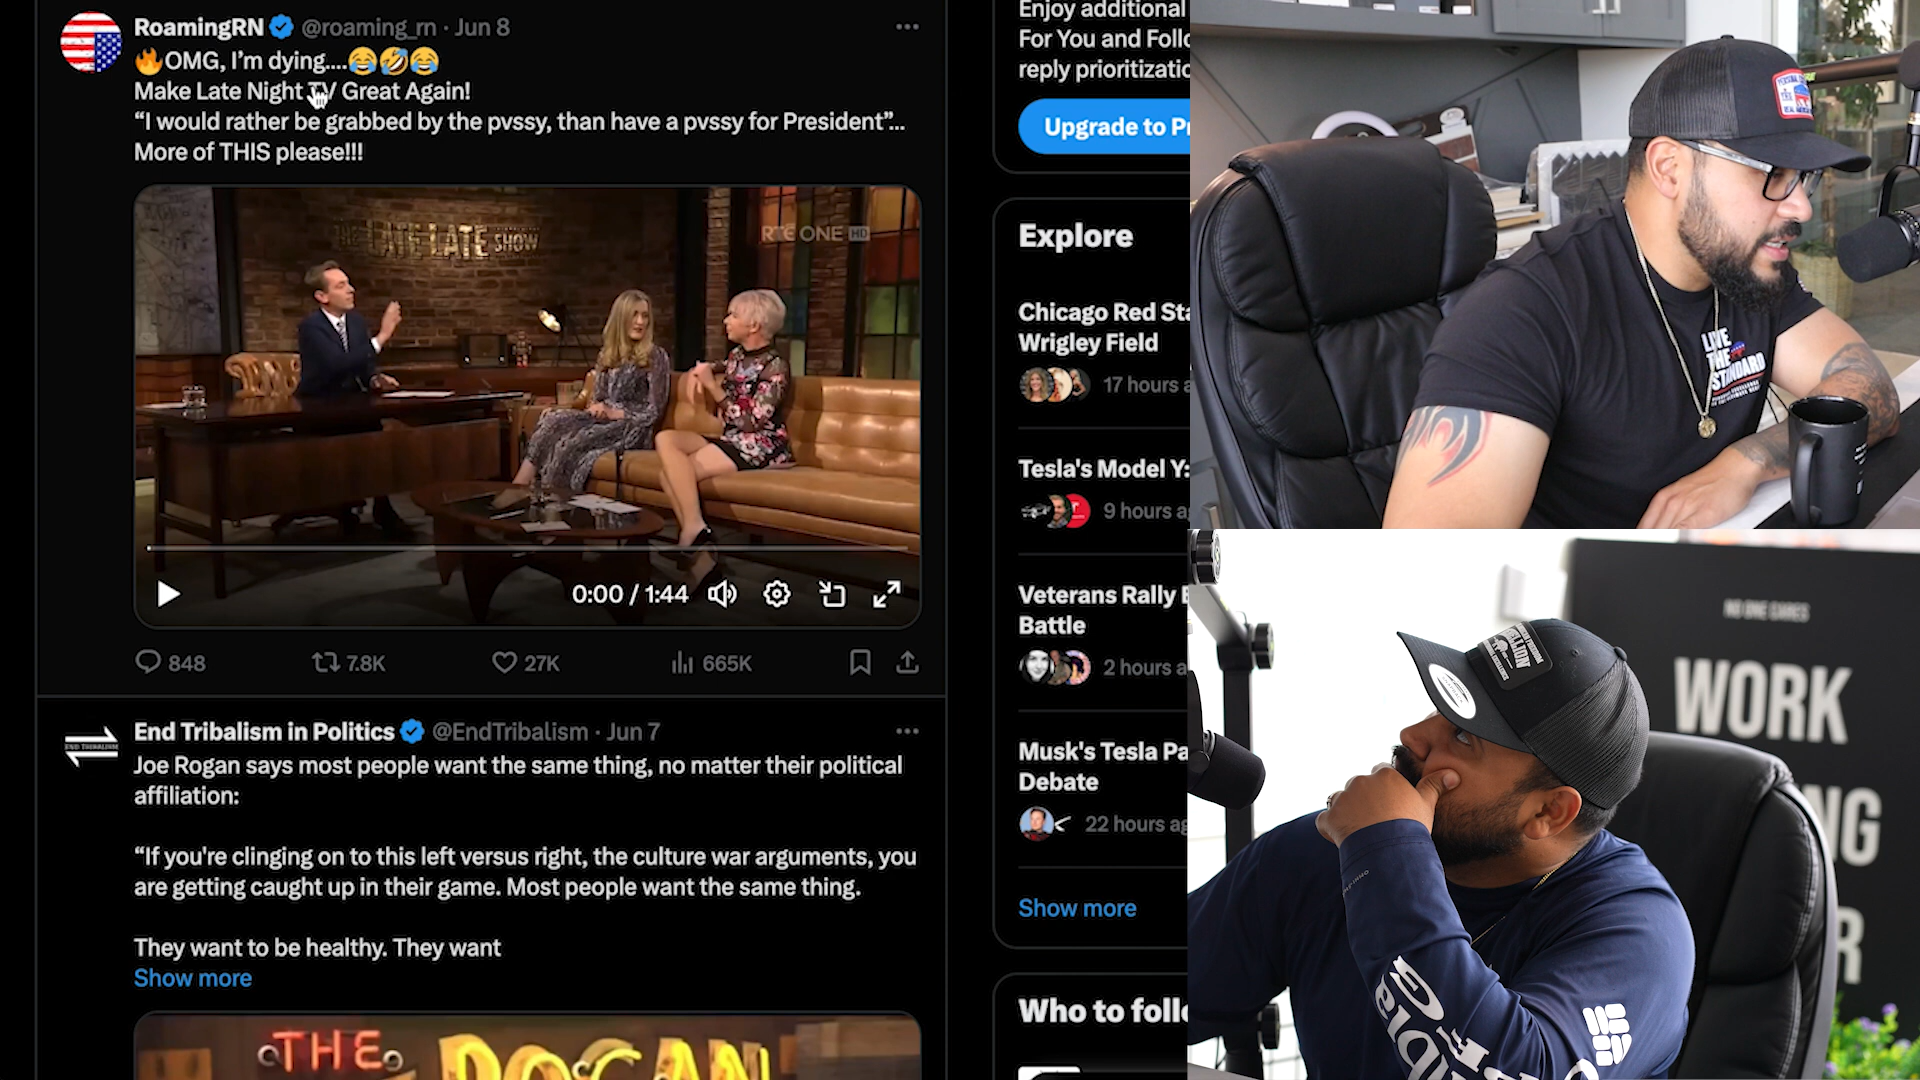 RoamingRN @roaming_rn · Jun 8
🔥OMG, I'm dying....😂🤣😂
Make Late Night TV Great Again!
“I would rather be grabbed by the pvssy, than have a pvssy for President”...
More of THIS please!!!
THE LATE LATE SHOW
RTÉ ONE HD
0:00 / 1:44
848 7.8K 27K 665K
End Tribalism in Politics @EndTribalism · Jun 7
END TRIBALISM
Joe Rogan says most people want the same thing, no matter their political
affiliation:
“If you're clinging on to this left versus right, the culture war arguments, you
are getting caught up in their game. Most people want the same thing.
They want to be healthy. They want
Show more
THE
ROGAN
Enjoy additional
For You and Follo
reply prioritizatio
Upgrade to Pr
Explore
Chicago Red Sta
Wrigley Field
17 hours a
Tesla's Model Y:
9 hours ag
Veterans Rally B
Battle
2 hours a
Musk's Tesla Pa
Debate
22 hours ag
Show more
Who to follo
LIVE
THE
STANDARD
NO ONE CARES
WORK